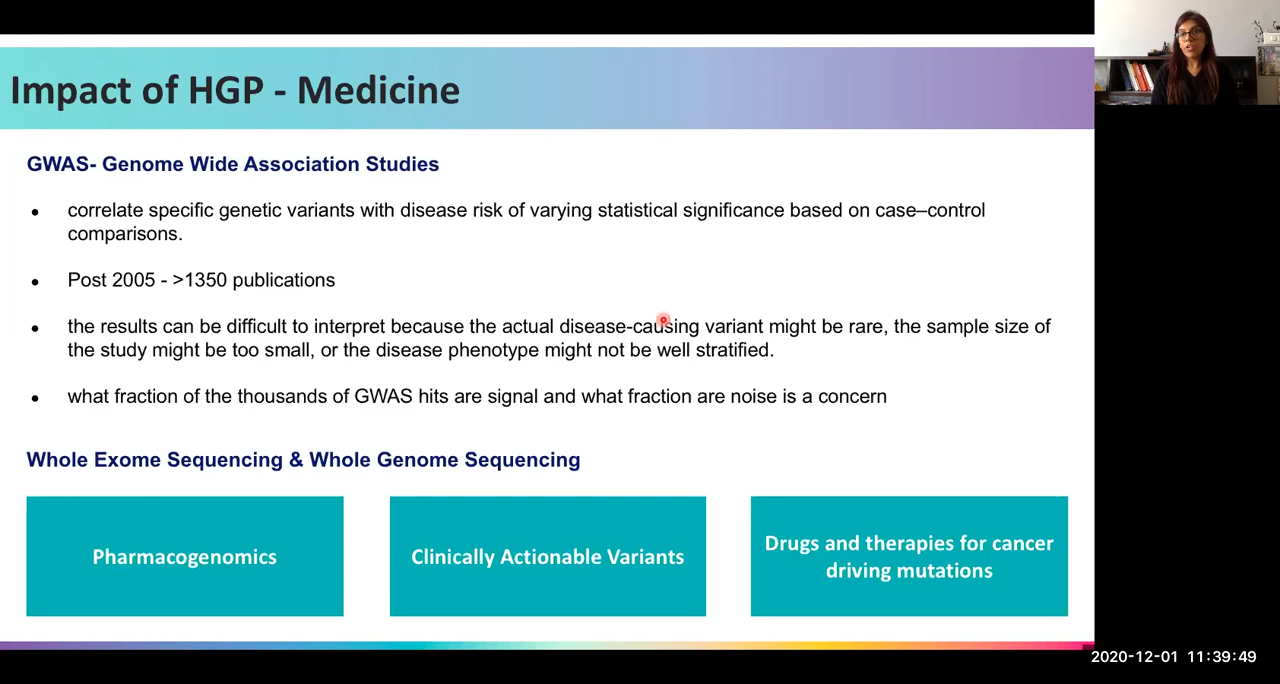 Impact of HGP - Medicine
GWAS- Genome Wide Association Studies
● correlate specific genetic variants with disease risk of varying statistical significance based on case–control
comparisons.
● Post 2005 - >1350 publications
● the results can be difficult to interpret because the actual disease-causing variant might be rare, the sample size of
the study might be too small, or the disease phenotype might not be well stratified.
● what fraction of the thousands of GWAS hits are signal and what fraction are noise is a concern
Whole Exome Sequencing & Whole Genome Sequencing
Pharmacogenomics
Clinically Actionable Variants
Drugs and therapies for cancer
driving mutations
2020-12-01 11:39:49